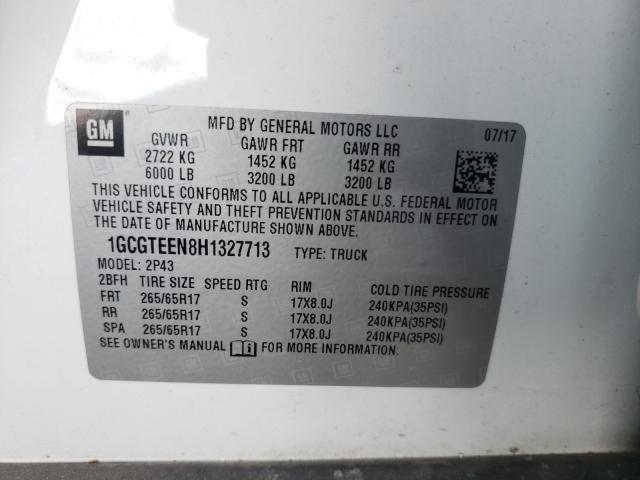 GM
MFD BY GENERAL MOTORS LLC 07/17
GVWR GAWR FRT GAWR RR
2722 KG 1452 KG 1452 KG
6000 LB 3200 LB 3200 LB
THIS VEHICLE CONFORMS TO ALL APPLICABLE U.S. FEDERAL MOTOR
VEHICLE SAFETY AND THEFT PREVENTION STANDARDS IN EFFECT ON
THE DATE OF MANUFACTURE SHOWN ABOVE.
1GCGTEEN8H1327713 TYPE: TRUCK
MODEL: 2P43
2BFH TIRE SIZE SPEED RTG RIM COLD TIRE PRESSURE
FRT 265/65R17 S 17X8.0J 240KPA(35PSI)
RR 265/65R17 S 17X8.0J 240KPA(35PSI)
SPA 265/65R17 S 17X8.0J 240KPA(35PSI)
SEE OWNER'S MANUAL FOR MORE INFORMATION.